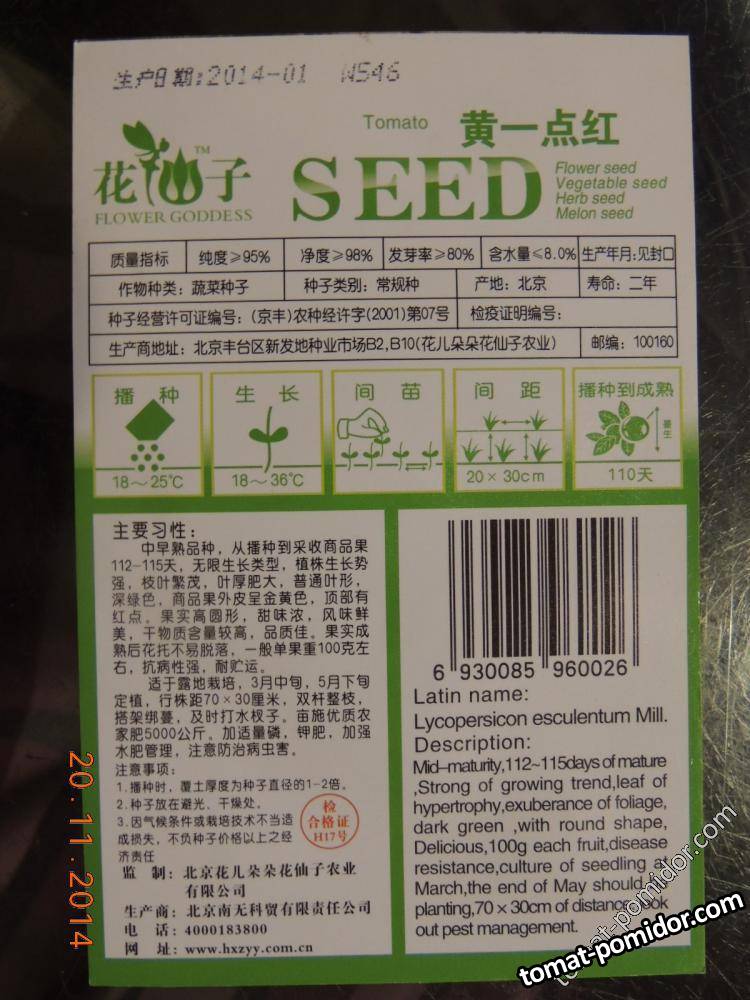 生产日期:2014-01 N546
Tomato 黄一点红
花仙子 TM
FLOWER GODDESS
SEED
Flower seed
Vegetable seed
Herb seed
Melon seed
质量指标 纯度≥95% 净度≥98% 发芽率≥80% 含水量≤8.0% 生产年月:见封口
作物种类: 蔬菜种子 种子类别: 常规种 产地: 北京 寿命: 二年
种子经营许可证编号: (京丰)农种经许字(2001)第07号 检疫证明编号:
生产商地址: 北京丰台区新发地种业市场B2,B10(花儿朵朵花仙子农业) 邮编: 100160
播种 生长 间苗 间距 播种到成熟
18~25℃ 18~36℃ 20×30cm 110天
主要习性:
中早熟品种，从播种到采收商品果
112-115天，无限生长类型，植株生长势
强，枝叶繁茂，叶厚肥大，普通叶形，
深绿色，商品果外皮呈金黄色，顶部有
红点。果实高圆形，甜味浓，风味鲜
美，干物质含量较高，品质佳。果实成
熟后花托不易脱落，一般单果重100克左
右，抗病性强，耐贮运。
适于露地栽培，3月中旬，5月下旬
定植，行株距70×30厘米，双杆整枝，
搭架绑蔓，及时打水杈子。亩施优质农
家肥5000公斤。加适量磷，钾肥，加强
水肥管理，注意防治病虫害。
注意事项:
1.播种时，覆土厚度为种子直径的1-2倍。
2.种子放在避光、干燥处。
3.因气候条件或栽培技术不当造
成损失，不负种子价格以上之经
济责任
检
合格证
H17号
监 制: 北京花儿朵朵花仙子农业
有限公司
生产商: 北京南无科贸有限责任公司
电 话: 4000183800
网 址: www.hxzyy.com.cn
6 930085 960026
Latin name:
Lycopersicon esculentum Mill.
Description:
Mid-maturity,112~115days of mature
,Strong of growing trend,leaf of
hypertrophy,exuberance of foliage,
dark green ,with round shape,
Delicious,100g each fruit,disease
resistance,culture of seedling at
March,the end of May should be
planting,70×30cm of distance,look
out pest management.
20.11.2014
tomat-pomidor.com
tomat-pomidor.com